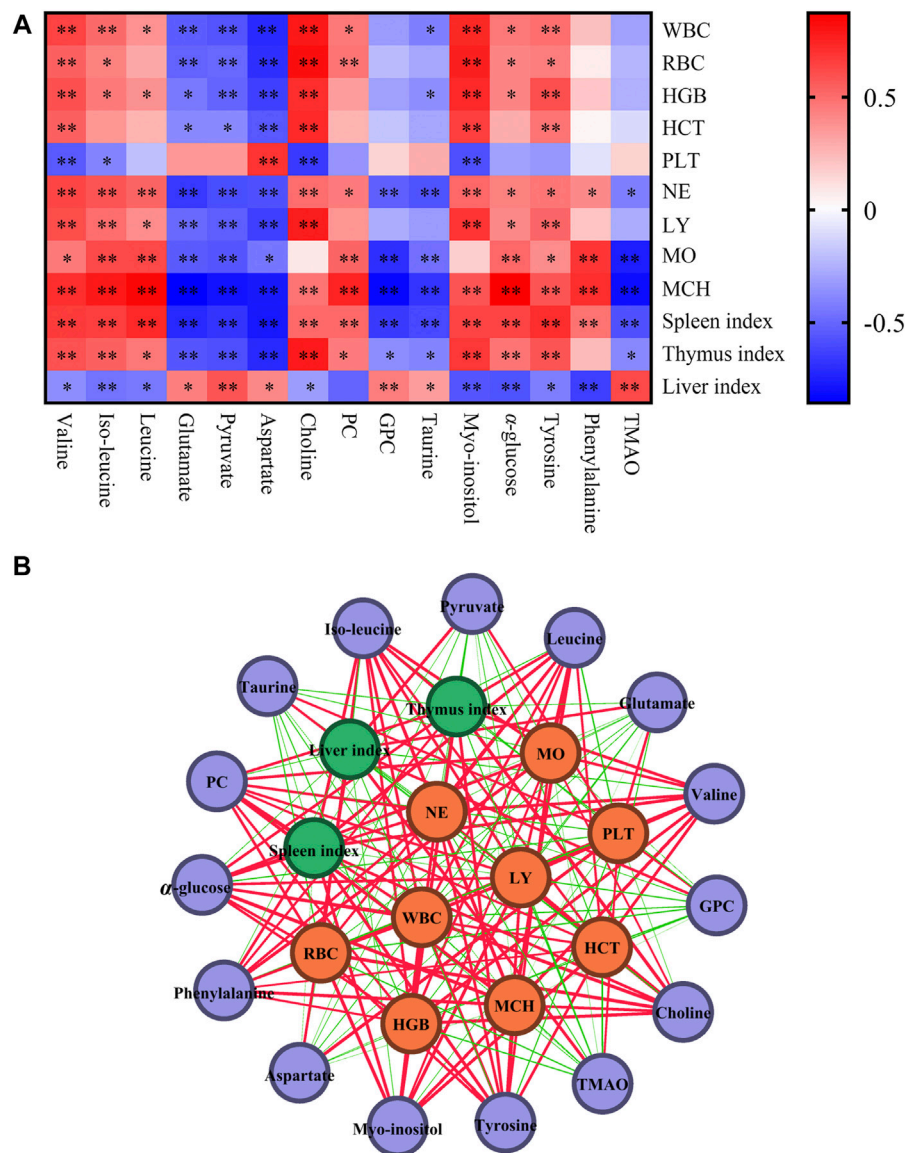 A
** ** * ** ** ** ** * * ** * ** WBC
** * ** ** ** ** ** ** * * RBC
** * * * ** ** ** * ** * ** HGB
** * * ** ** ** ** HCT
** * ** ** ** PLT
** ** ** ** ** ** ** * ** ** ** * * * * NE
** ** * ** ** ** ** ** * ** LY
* ** ** ** ** * ** ** ** ** * ** ** MO
** ** ** ** ** ** ** ** ** ** ** ** ** ** ** MCH
** ** ** ** ** ** ** ** ** ** ** ** ** ** ** Spleen index
** ** * ** ** ** ** * * * ** ** ** * Thymus index
* ** * * ** * * ** * ** ** * ** ** Liver index
Valine
Iso-leucine
Leucine
Glutamate
Pyruvate
Aspartate
Choline
PC
GPC
Taurine
Myo-inositol
α-glucose
Tyrosine
Phenylalanine
TMAO
0.5
0
-0.5
B
Pyruvate
Iso-leucine
Leucine
Taurine
Thymus index
Glutamate
Liver index
MO
PC
NE
PLT
Valine
Spleen index
LY
α-glucose
WBC
GPC
RBC
HCT
Phenylalanine
HGB
MCH
Choline
Aspartate
TMAO
Myo-inositol
Tyrosine